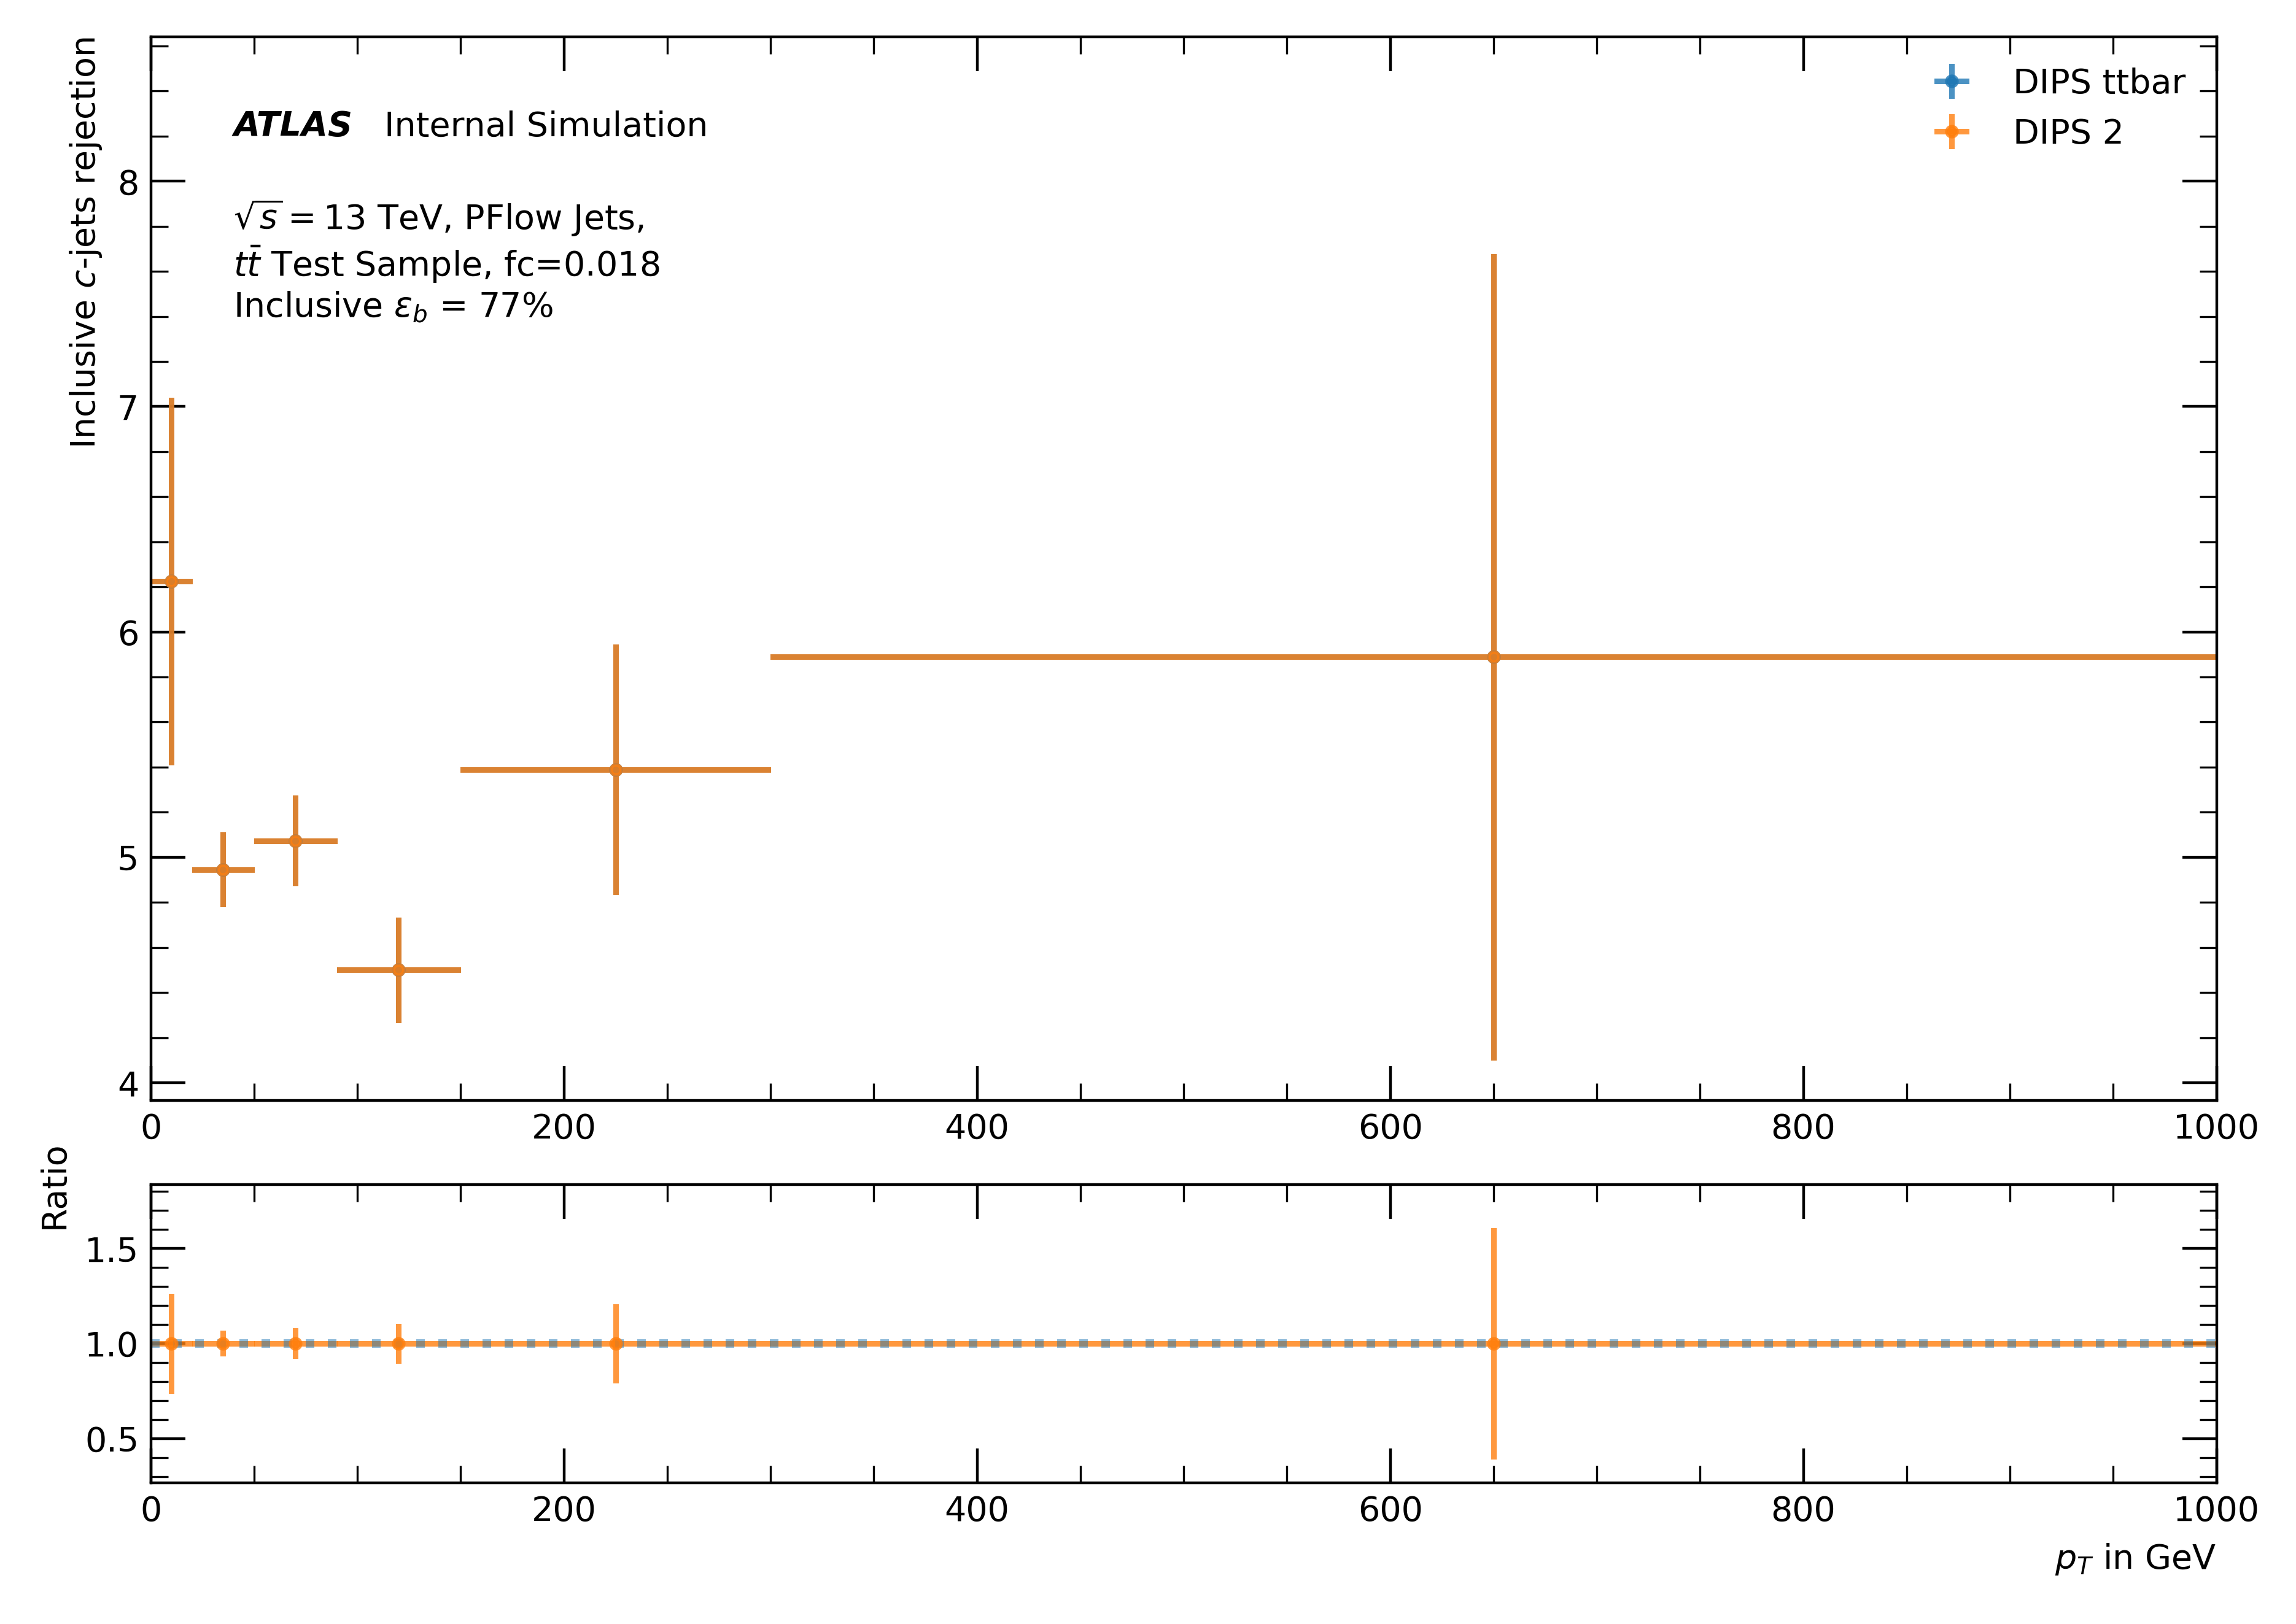 Inclusive c-jets rejection
ATLAS Internal Simulation
√s = 13 TeV, PFlow Jets,
tt̄ Test Sample, fc=0.018
Inclusive ε_b = 77%
DIPS ttbar
DIPS 2
8
7
6
5
4
0 200 400 600 800 1000
Ratio
1.5
1.0
0.5
0 200 400 600 800 1000
p_T in GeV